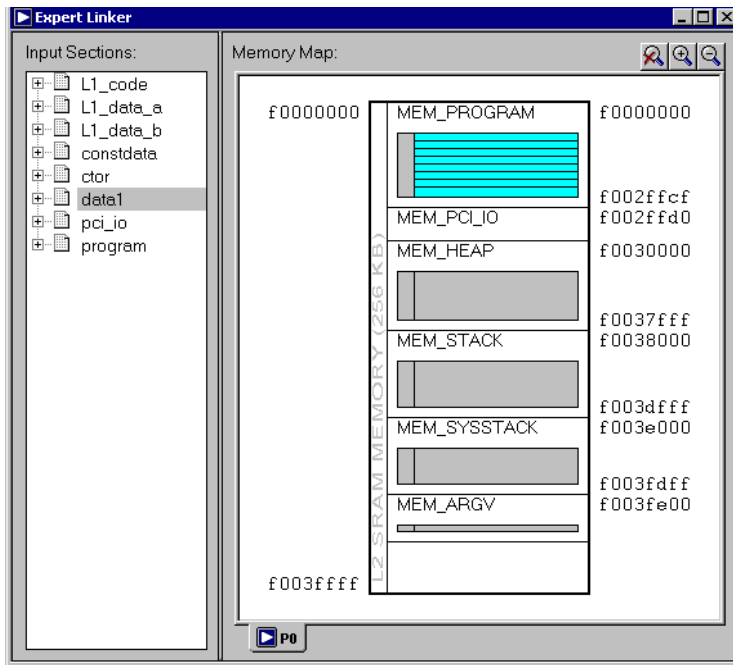 Expert Linker
Input Sections:
L1_code
L1_data_a
L1_data_b
constdata
ctor
data1
pci_io
program
Memory Map:
f0000000
MEM_PROGRAM
f0000000
f002ffcf
MEM_PCI_IO
f002ffd0
MEM_HEAP
f0030000
f0037fff
MEM_STACK
f0038000
f003dfff
MEM_SYSSTACK
f003e000
f003fdff
MEM_ARGV
f003fe00
f003ffff
L2 SRAM MEMORY (256 KB)
P0